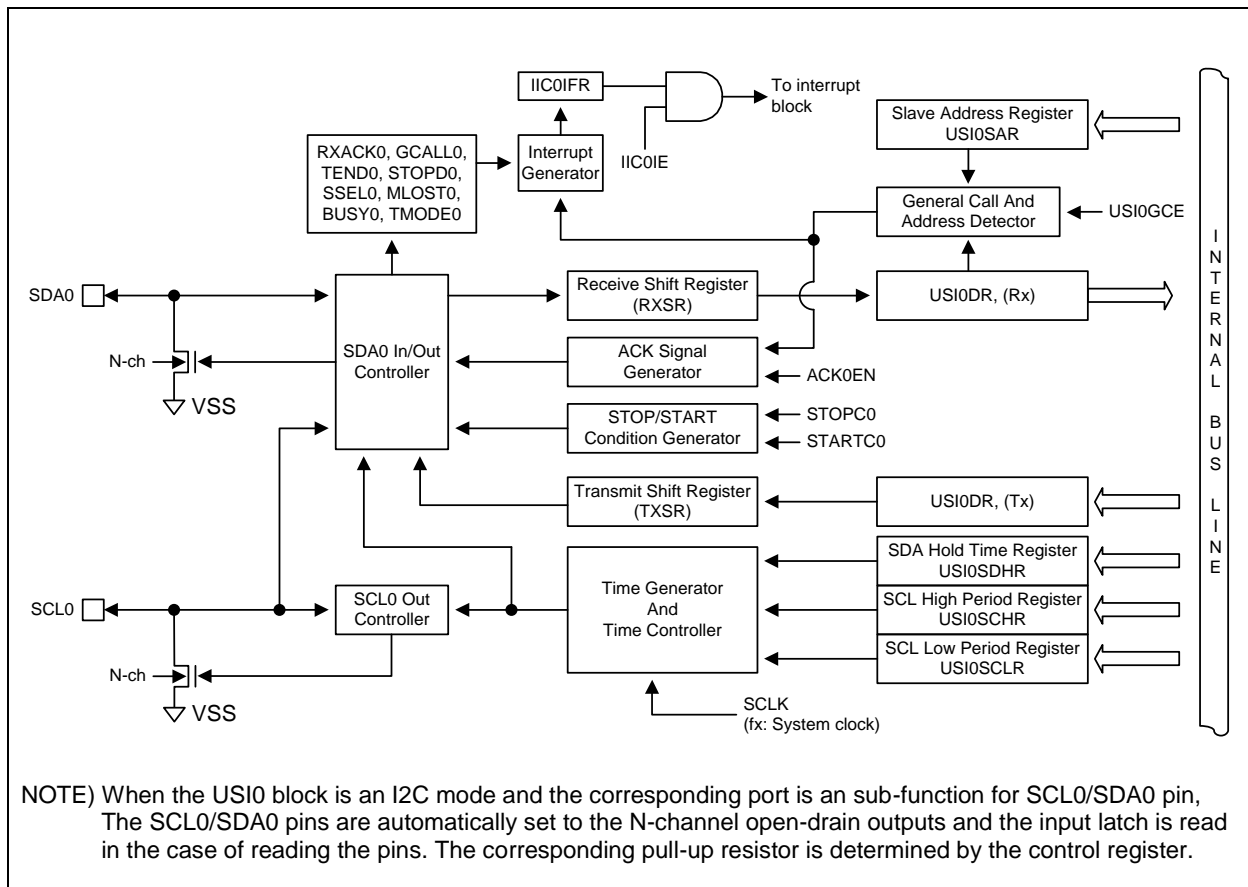 IIC0IFR
To interrupt
block
IIC0IE
Slave Address Register
USI0SAR
RXACK0, GCALL0,
TEND0, STOPD0,
SSEL0, MLOST0,
BUSY0, TMODE0
Interrupt
Generator
General Call And
Address Detector
USI0GCE
SDA0
Receive Shift Register
(RXSR)
USI0DR, (Rx)
N-ch
VSS
SDA0 In/Out
Controller
ACK Signal
Generator
ACK0EN
STOP/START
Condition Generator
STOPC0
STARTC0
Transmit Shift Register
(TXSR)
USI0DR, (Tx)
SCL0
SCL0 Out
Controller
Time Generator
And
Time Controller
SDA Hold Time Register
USI0SDHR
SCL High Period Register
USI0SCHR
SCL Low Period Register
USI0SCLR
N-ch
VSS
SCLK
(fx: System clock)
INTERNAL BUS LINE
NOTE) When the USI0 block is an I2C mode and the corresponding port is an sub-function for SCL0/SDA0 pin,
The SCL0/SDA0 pins are automatically set to the N-channel open-drain outputs and the input latch is read
in the case of reading the pins. The corresponding pull-up resistor is determined by the control register.